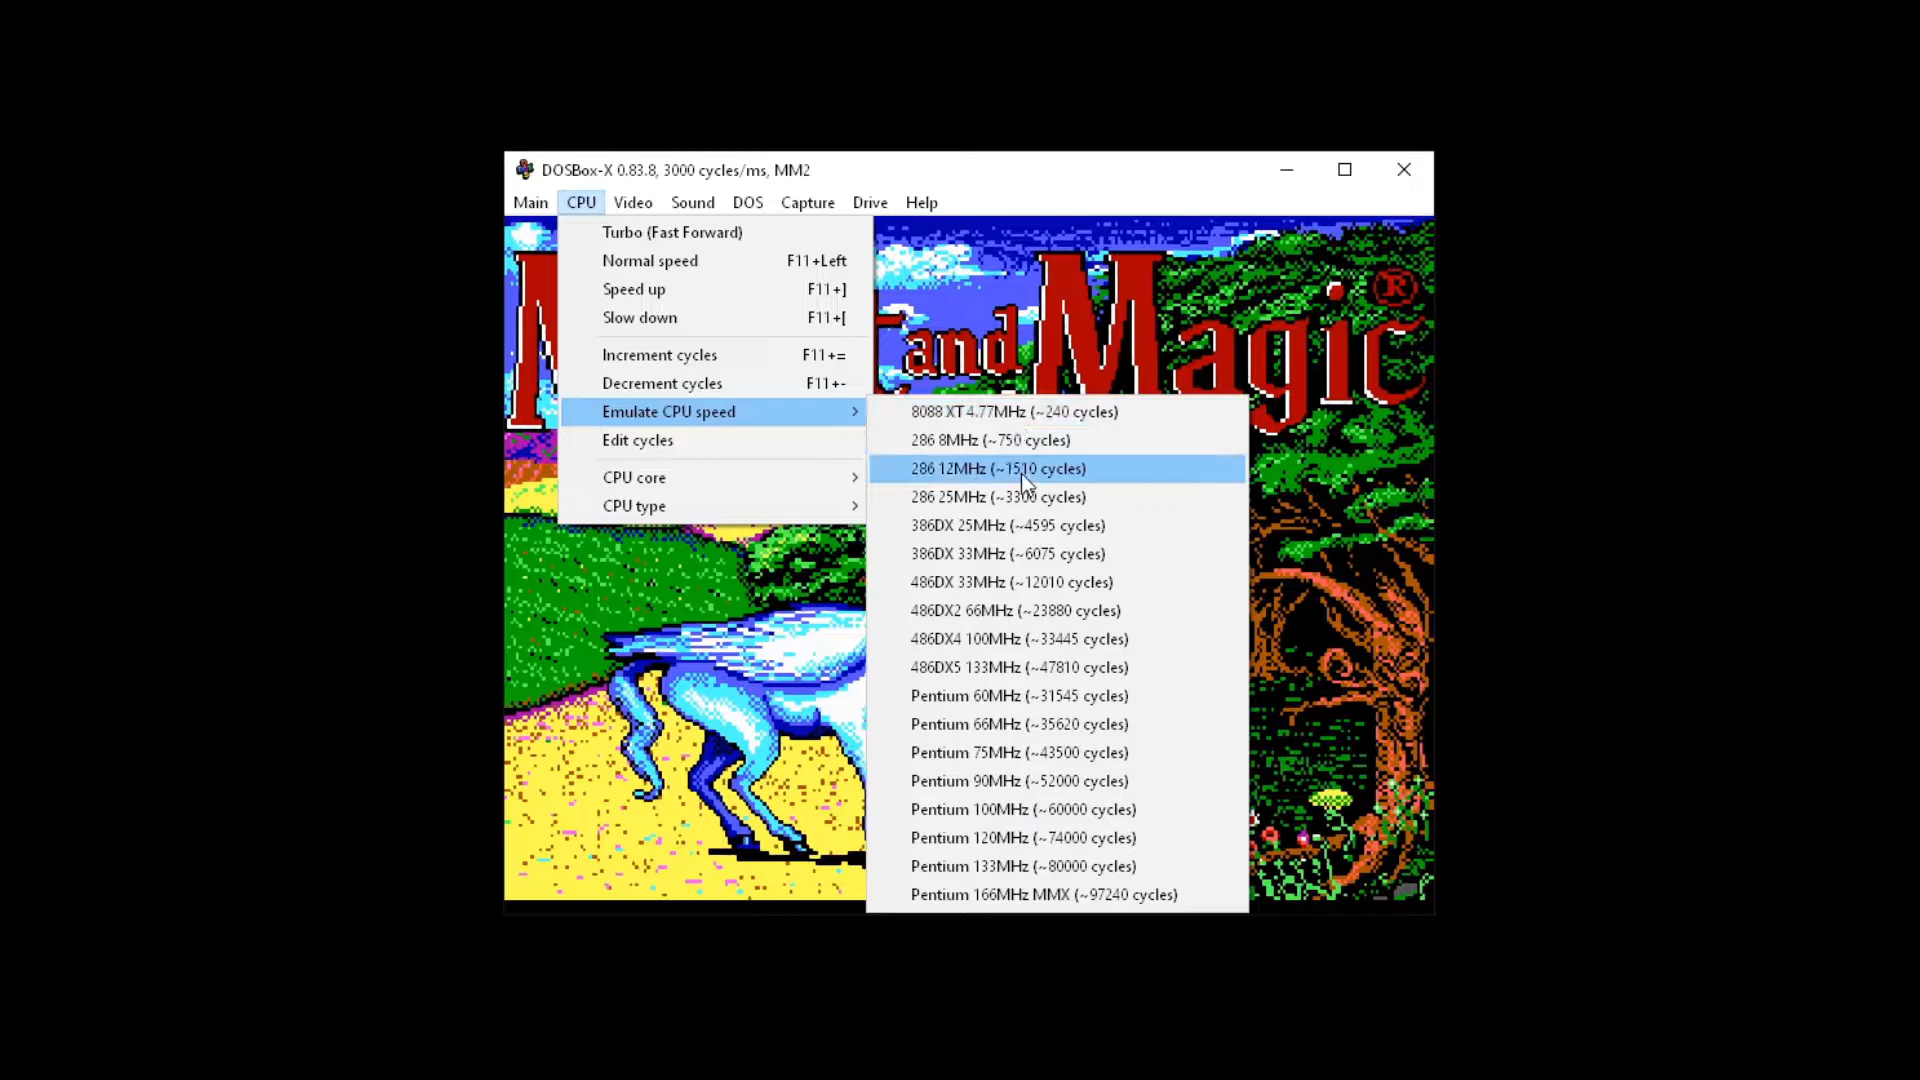 DOSBox-X 0.83.8, 3000 cycles/ms, MM2
Main CPU Video Sound DOS Capture Drive Help
Turbo (Fast Forward)
Normal speed F11+Left
Speed up F11+]
Slow down F11+[
Increment cycles F11+=
Decrement cycles F11+-
Emulate CPU speed
Edit cycles
CPU core
CPU type
8088 XT 4.77MHz (~240 cycles)
286 8MHz (~750 cycles)
286 12MHz (~1510 cycles)
286 25MHz (~3300 cycles)
386DX 25MHz (~4595 cycles)
386DX 33MHz (~6075 cycles)
486DX 33MHz (~12010 cycles)
486DX2 66MHz (~23880 cycles)
486DX4 100MHz (~33445 cycles)
486DX5 133MHz (~47810 cycles)
Pentium 60MHz (~31545 cycles)
Pentium 66MHz (~35620 cycles)
Pentium 75MHz (~43500 cycles)
Pentium 90MHz (~52000 cycles)
Pentium 100MHz (~60000 cycles)
Pentium 120MHz (~74000 cycles)
Pentium 133MHz (~80000 cycles)
Pentium 166MHz MMX (~97240 cycles)
and Magic ®